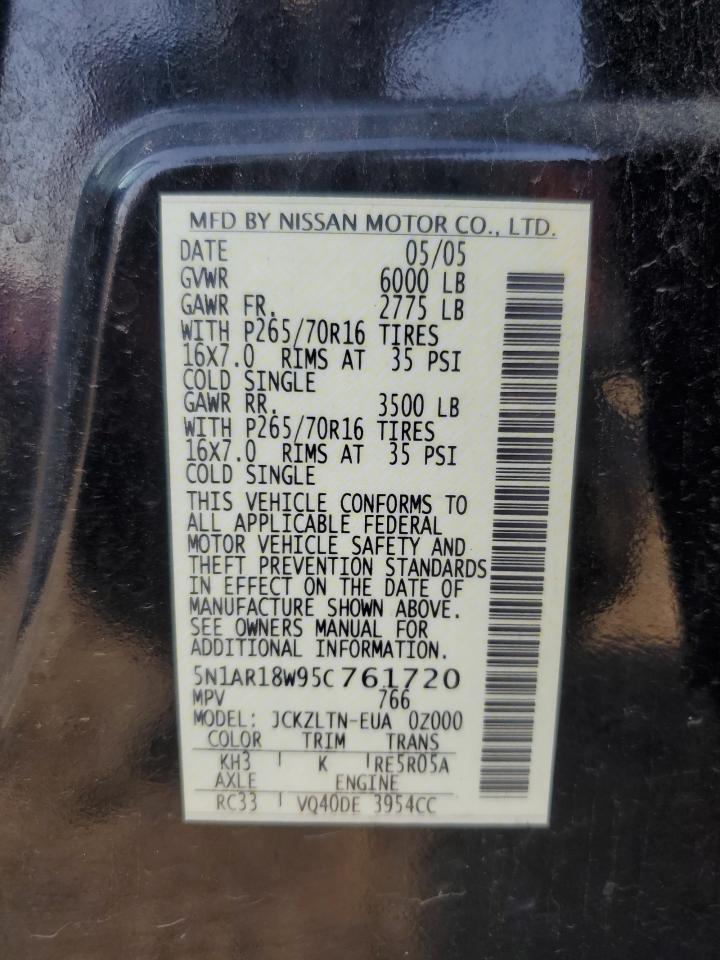 MFD BY NISSAN MOTOR CO., LTD.
DATE 05/05
GVWR 6000 LB
GAWR FR. 2775 LB
WITH P265/70R16 TIRES
16X7.0 RIMS AT 35 PSI
COLD SINGLE
GAWR RR. 3500 LB
WITH P265/70R16 TIRES
16X7.0 RIMS AT 35 PSI
COLD SINGLE
THIS VEHICLE CONFORMS TO
ALL APPLICABLE FEDERAL
MOTOR VEHICLE SAFETY AND
THEFT PREVENTION STANDARDS
IN EFFECT ON THE DATE OF
MANUFACTURE SHOWN ABOVE.
SEE OWNERS MANUAL FOR
ADDITIONAL INFORMATION.
5N1AR18W95C761720
MPV 766
MODEL: JCKZLTN-EUA 0Z000
COLOR TRIM TRANS
KH3 K RE5R05A
AXLE ENGINE
RC33 VQ40DE 3954CC